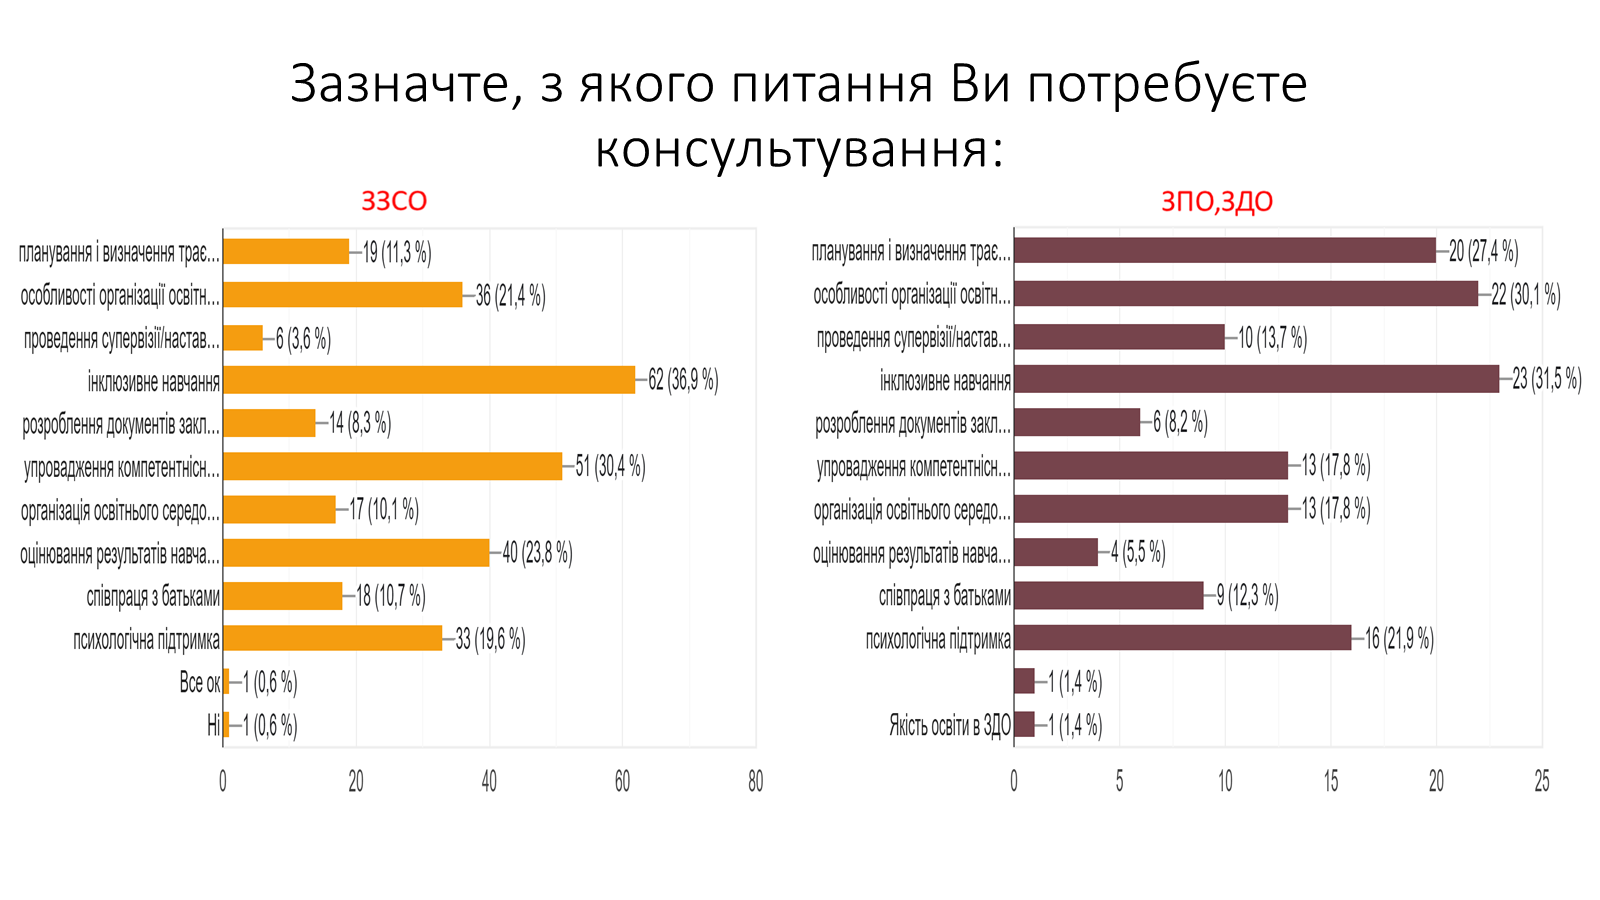 Зазначте, з якого питання Ви потребуєте
консультування:
ЗЗСО
планування і визначення трає... 19 (11,3 %)
особливості організації освітн... 36 (21,4 %)
проведення супервізії/настав... 6 (3,6 %)
інклюзивне навчання 62 (36,9 %)
розроблення документів закл... 14 (8,3 %)
упровадження компетентнісн... 51 (30,4 %)
організація освітнього середо... 17 (10,1 %)
оцінювання результатів навча... 40 (23,8 %)
співпраця з батьками 18 (10,7 %)
психологічна підтримка 33 (19,6 %)
Все ок 1 (0,6 %)
Ні 1 (0,6 %)
0 20 40 60 80
ЗПО,ЗДО
планування і визначення трає... 20 (27,4 %)
особливості організації освітн... 22 (30,1 %)
проведення супервізії/настав... 10 (13,7 %)
інклюзивне навчання 23 (31,5 %)
розроблення документів закл... 6 (8,2 %)
упровадження компетентнісн... 13 (17,8 %)
організація освітнього середо... 13 (17,8 %)
оцінювання результатів навча... 4 (5,5 %)
співпраця з батьками 9 (12,3 %)
психологічна підтримка 16 (21,9 %)
1 (1,4 %)
Якість освіти в ЗДО 1 (1,4 %)
0 5 10 15 20 25